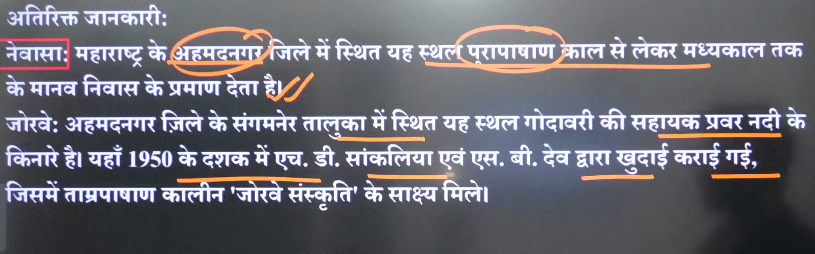 अतिरिक्त जानकारी:
नेवासा: महाराष्ट्र के अहमदनगर जिले में स्थित यह स्थल पुरापाषाण काल से लेकर मध्यकाल तक
के मानव निवास के प्रमाण देता है।
जोरवे: अहमदनगर ज़िले के संगमनेर तालुका में स्थित यह स्थल गोदावरी की सहायक प्रवर नदी के
किनारे है। यहाँ 1950 के दशक में एच. डी. सांकलिया एवं एस. बी. देव द्वारा खुदाई कराई गई,
जिसमें ताम्रपाषाण कालीन 'जोरवे संस्कृति' के साक्ष्य मिले।